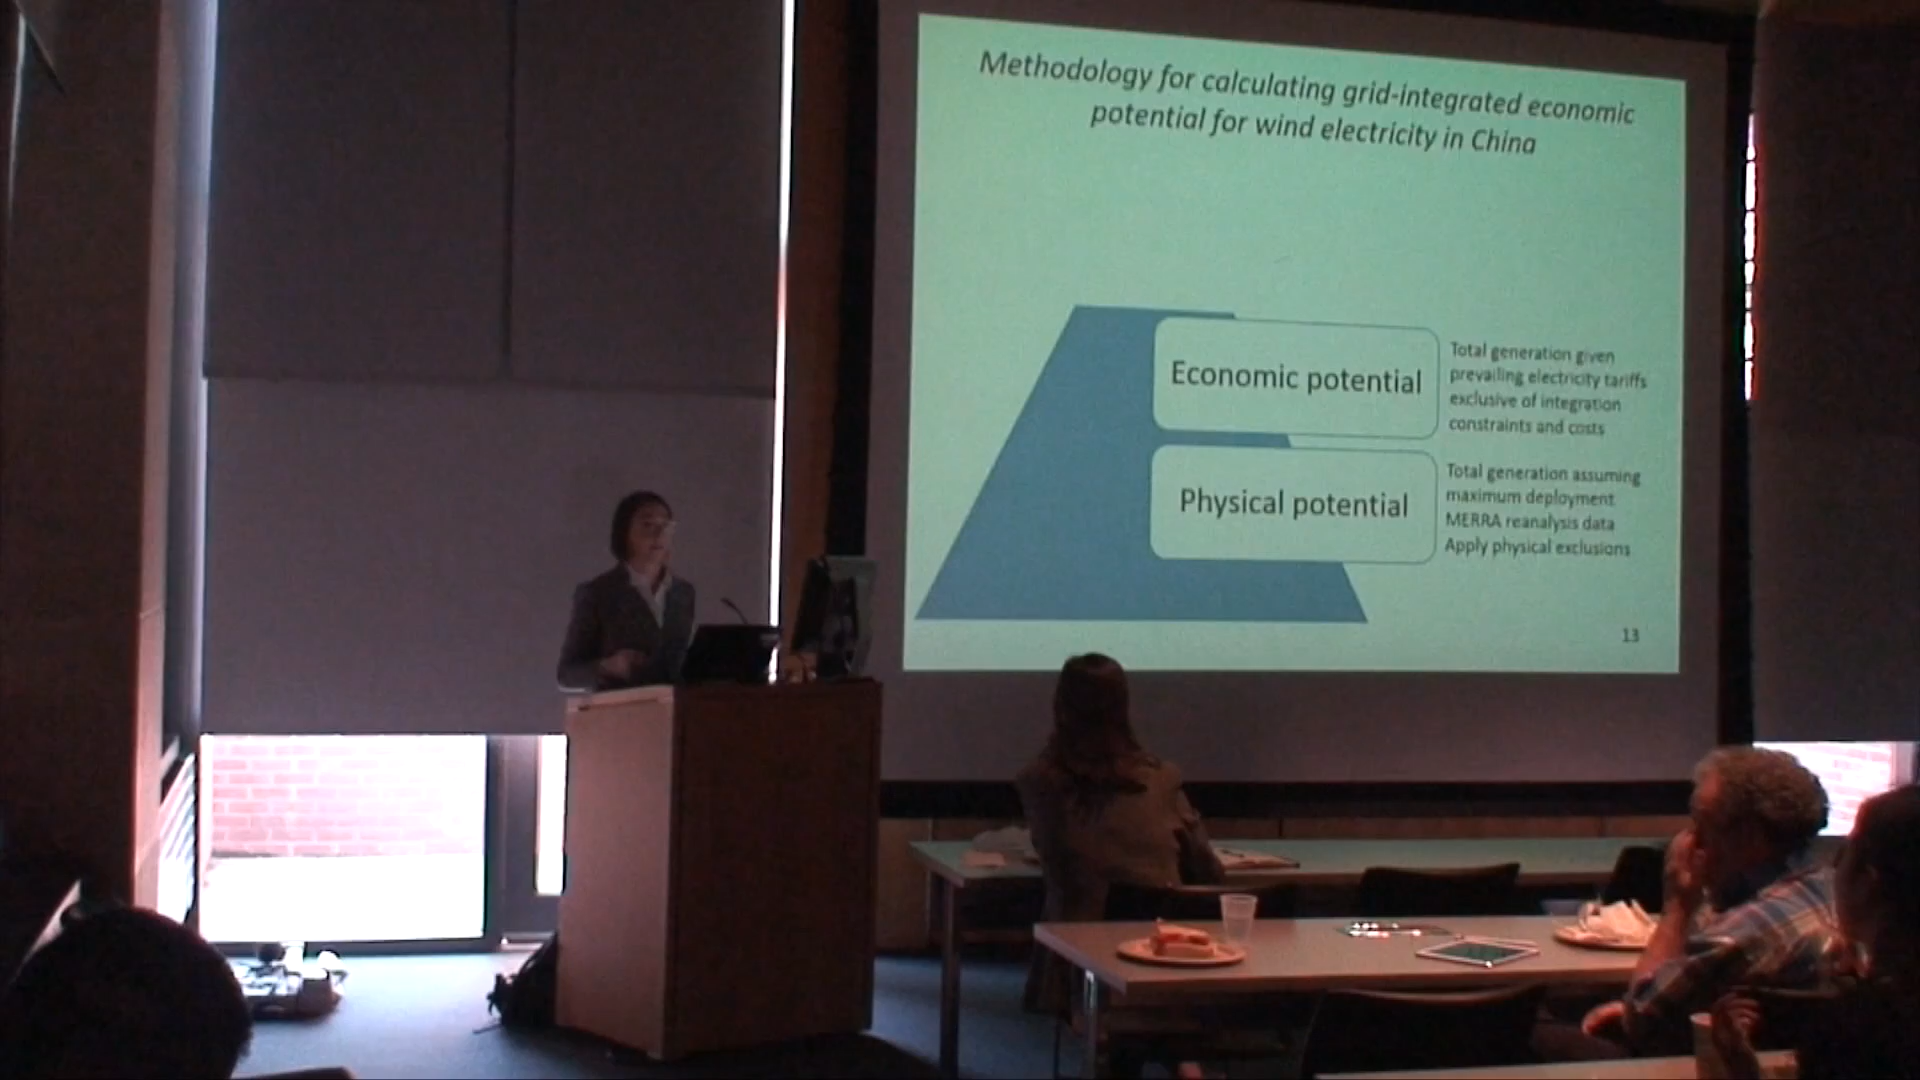 Methodology for calculating grid-integrated economic
potential for wind electricity in China
Economic potential
Total generation given
prevailing electricity tariffs
exclusive of integration
constraints and costs
Physical potential
Total generation assuming
maximum deployment
MERRA reanalysis data
Apply physical exclusions
13